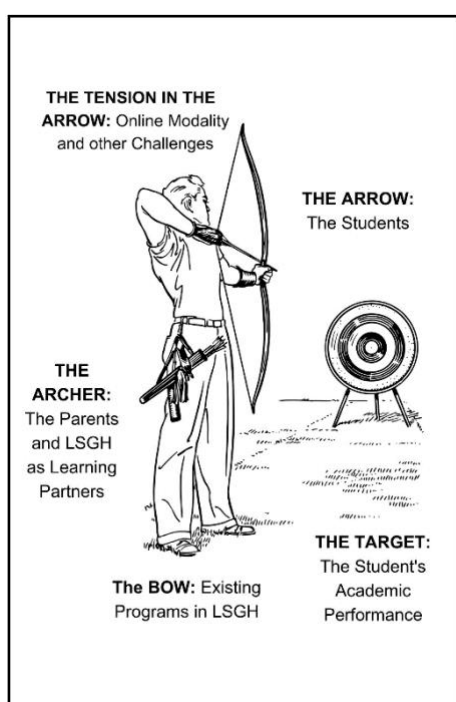 THE TENSION IN THE
ARROW: Online Modality
and other Challenges
THE ARROW:
The Students
THE
ARCHER:
The Parents
and LSGH
as Learning
Partners
THE TARGET:
The Student's
Academic
Performance
The BOW: Existing
Programs in LSGH